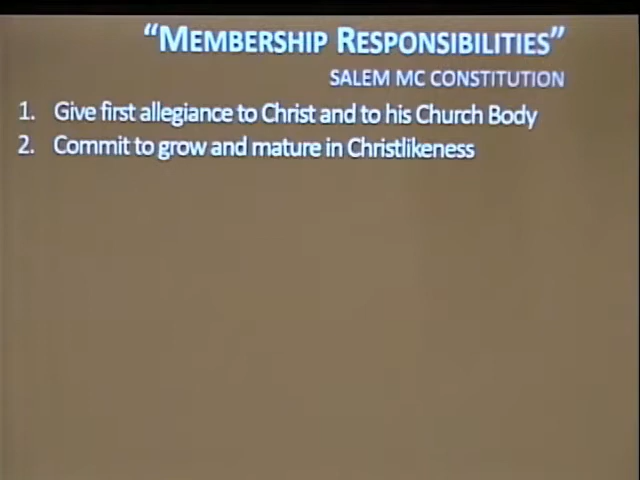 “MEMBERSHIP RESPONSIBILITIES”
SALEM MC CONSTITUTION
1. Give first allegiance to Christ and to his Church Body
2. Commit to grow and mature in Christlikeness